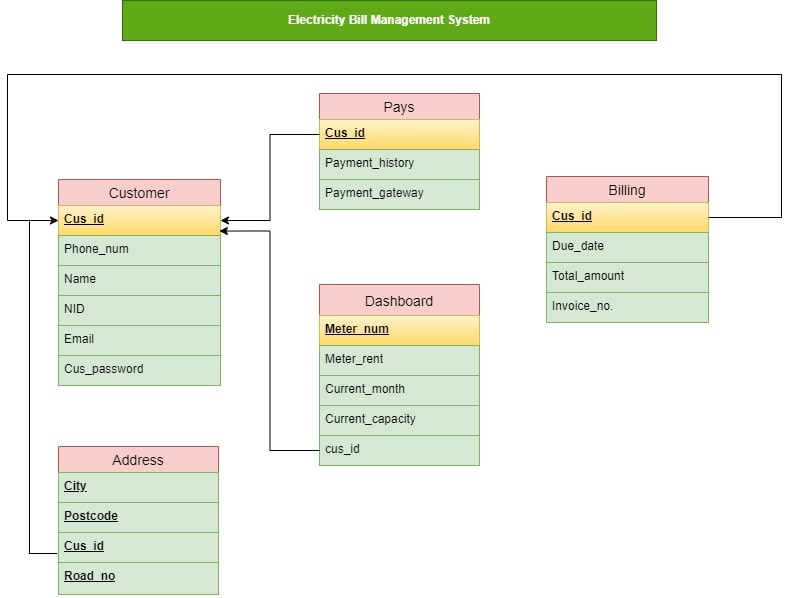 Electricity Bill Management System
Pays
Cus_id
Payment_history
Payment_gateway
Customer
Cus_id
Phone_num
Name
NID
Email
Cus_password
Billing
Cus_id
Due_date
Total_amount
Invoice_no.
Dashboard
Meter_num
Meter_rent
Current_month
Current_capacity
cus_id
Address
City
Postcode
Cus_id
Road_no